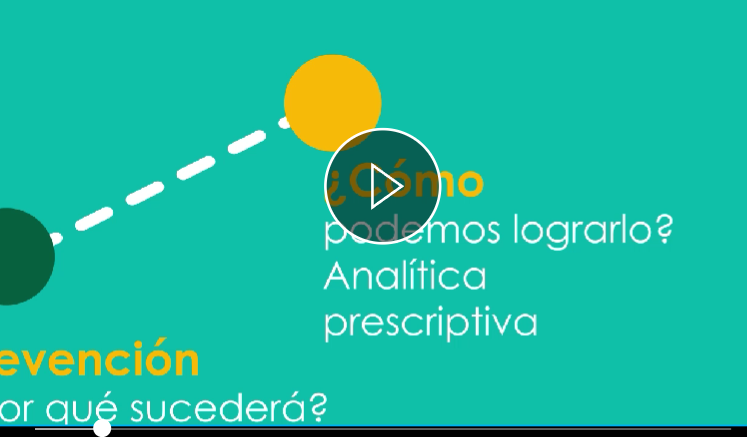 ¿Cómo
podemos lograrlo?
Analítica
prescriptiva
evención
or qué sucederá?